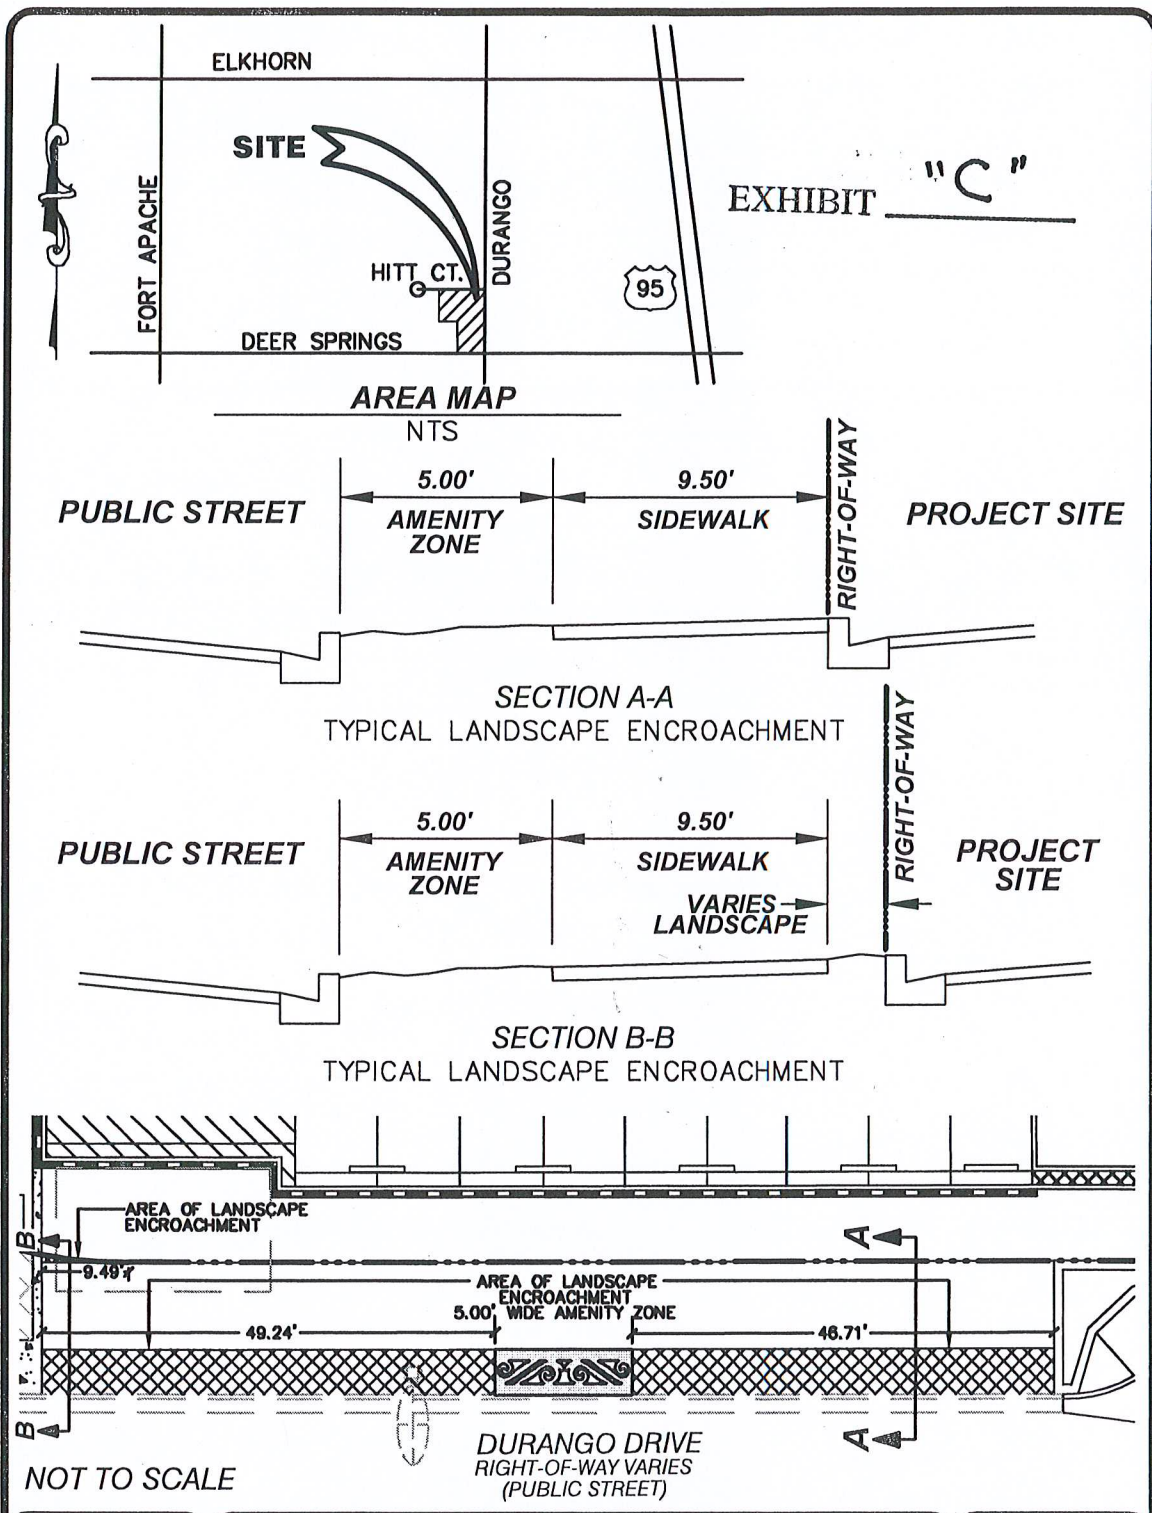 ELKHORN
SITE
FORT APACHE
DURANGO
HITT CT.
95
DEER SPRINGS
EXHIBIT "C"
AREA MAP
NTS
PUBLIC STREET
5.00'
AMENITY
ZONE
9.50'
SIDEWALK
RIGHT-OF-WAY
PROJECT SITE
SECTION A-A
TYPICAL LANDSCAPE ENCROACHMENT
PUBLIC STREET
5.00'
AMENITY
ZONE
9.50'
SIDEWALK
VARIES
LANDSCAPE
RIGHT-OF-WAY
PROJECT
SITE
SECTION B-B
TYPICAL LANDSCAPE ENCROACHMENT
AREA OF LANDSCAPE
ENCROACHMENT
B
A
9.49'
AREA OF LANDSCAPE
ENCROACHMENT
5.00' WIDE AMENITY ZONE
49.24'
46.71'
B
A
DURANGO DRIVE
RIGHT-OF-WAY VARIES
(PUBLIC STREET)
NOT TO SCALE